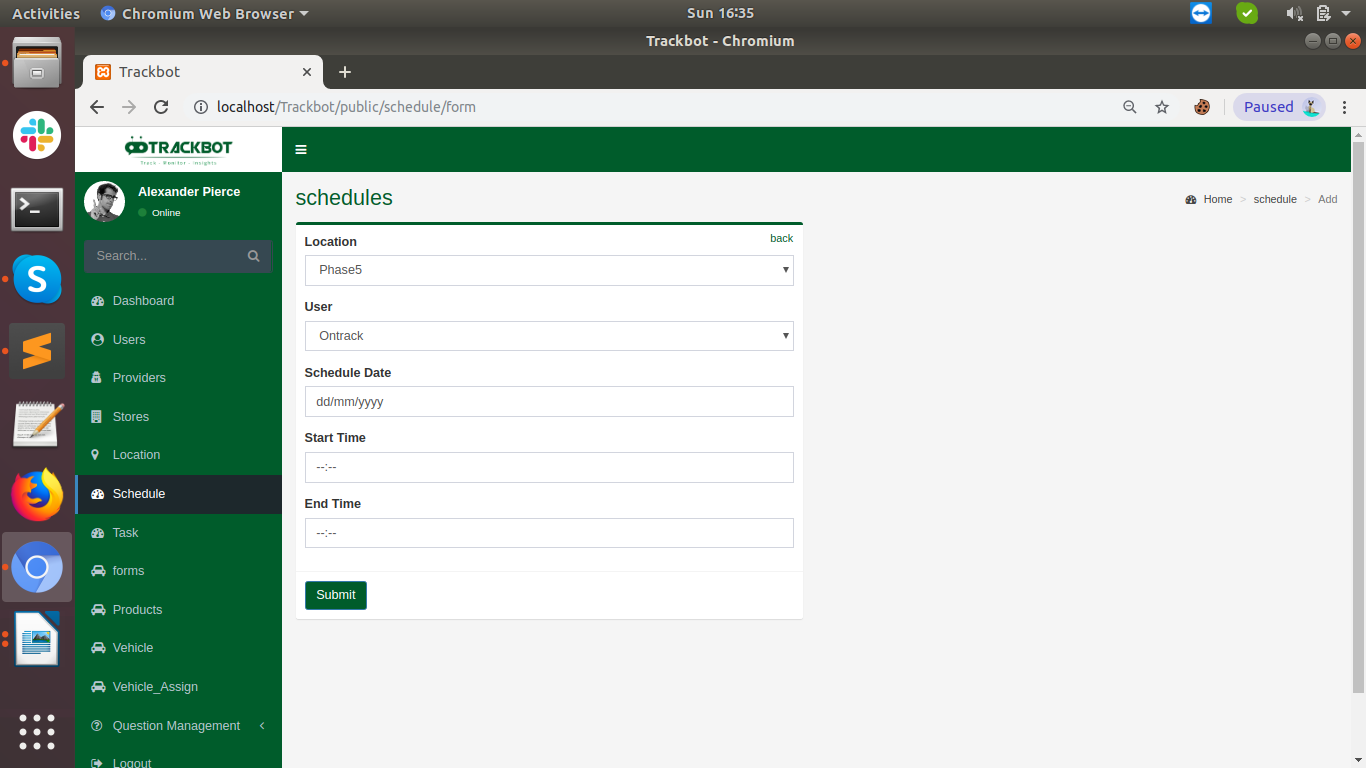 Activities Chromium Web Browser Sun 16:35
Trackbot - Chromium
Trackbot
localhost/Trackbot/public/schedule/form Paused
TRACKBOT
Track - Monitor - Insights
Alexander Pierce
Online
Search...
Dashboard
Users
Providers
Stores
Location
Schedule
Task
forms
Products
Vehicle
Vehicle_Assign
Question Management
Logout
schedules
Home > schedule > Add
Location back
Phase5
User
Ontrack
Schedule Date
dd/mm/yyyy
Start Time
--:--
End Time
--:--
Submit